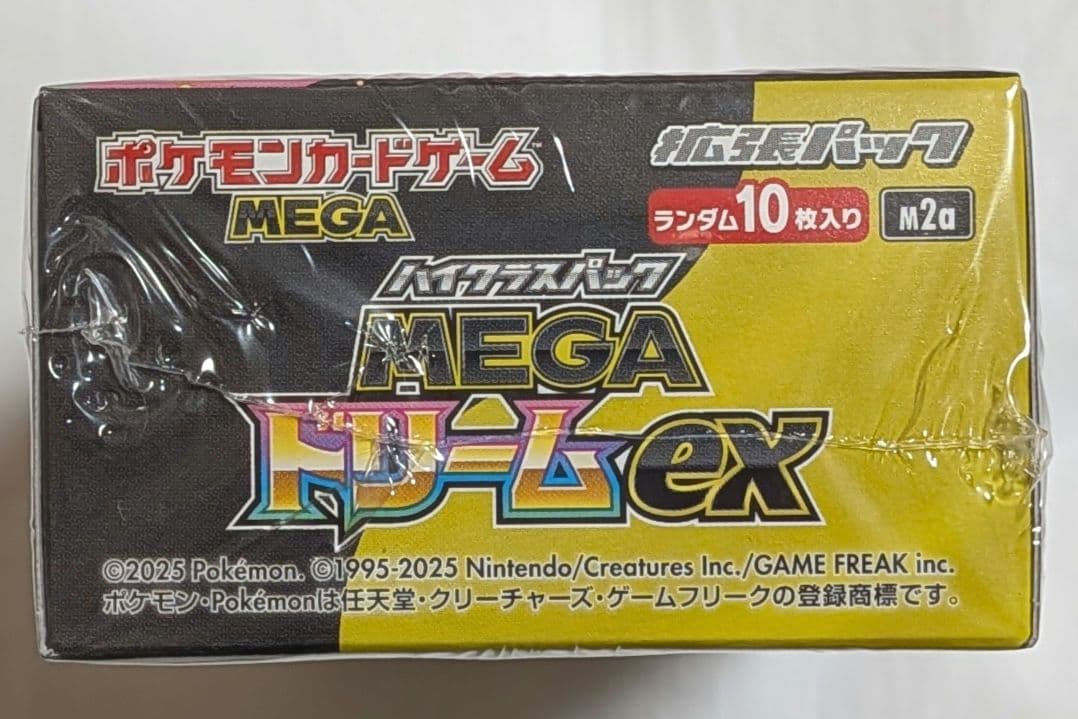 ポケモンカードゲーム™
MEGA
拡張パック
ランダム10枚入り
M2a
ハイクラスパック
MEGA
ドリームex
©2025 Pokémon. ©1995-2025 Nintendo/Creatures Inc./GAME FREAK inc.
ポケモン・Pokémonは任天堂・クリーチャーズ・ゲームフリークの登録商標です。